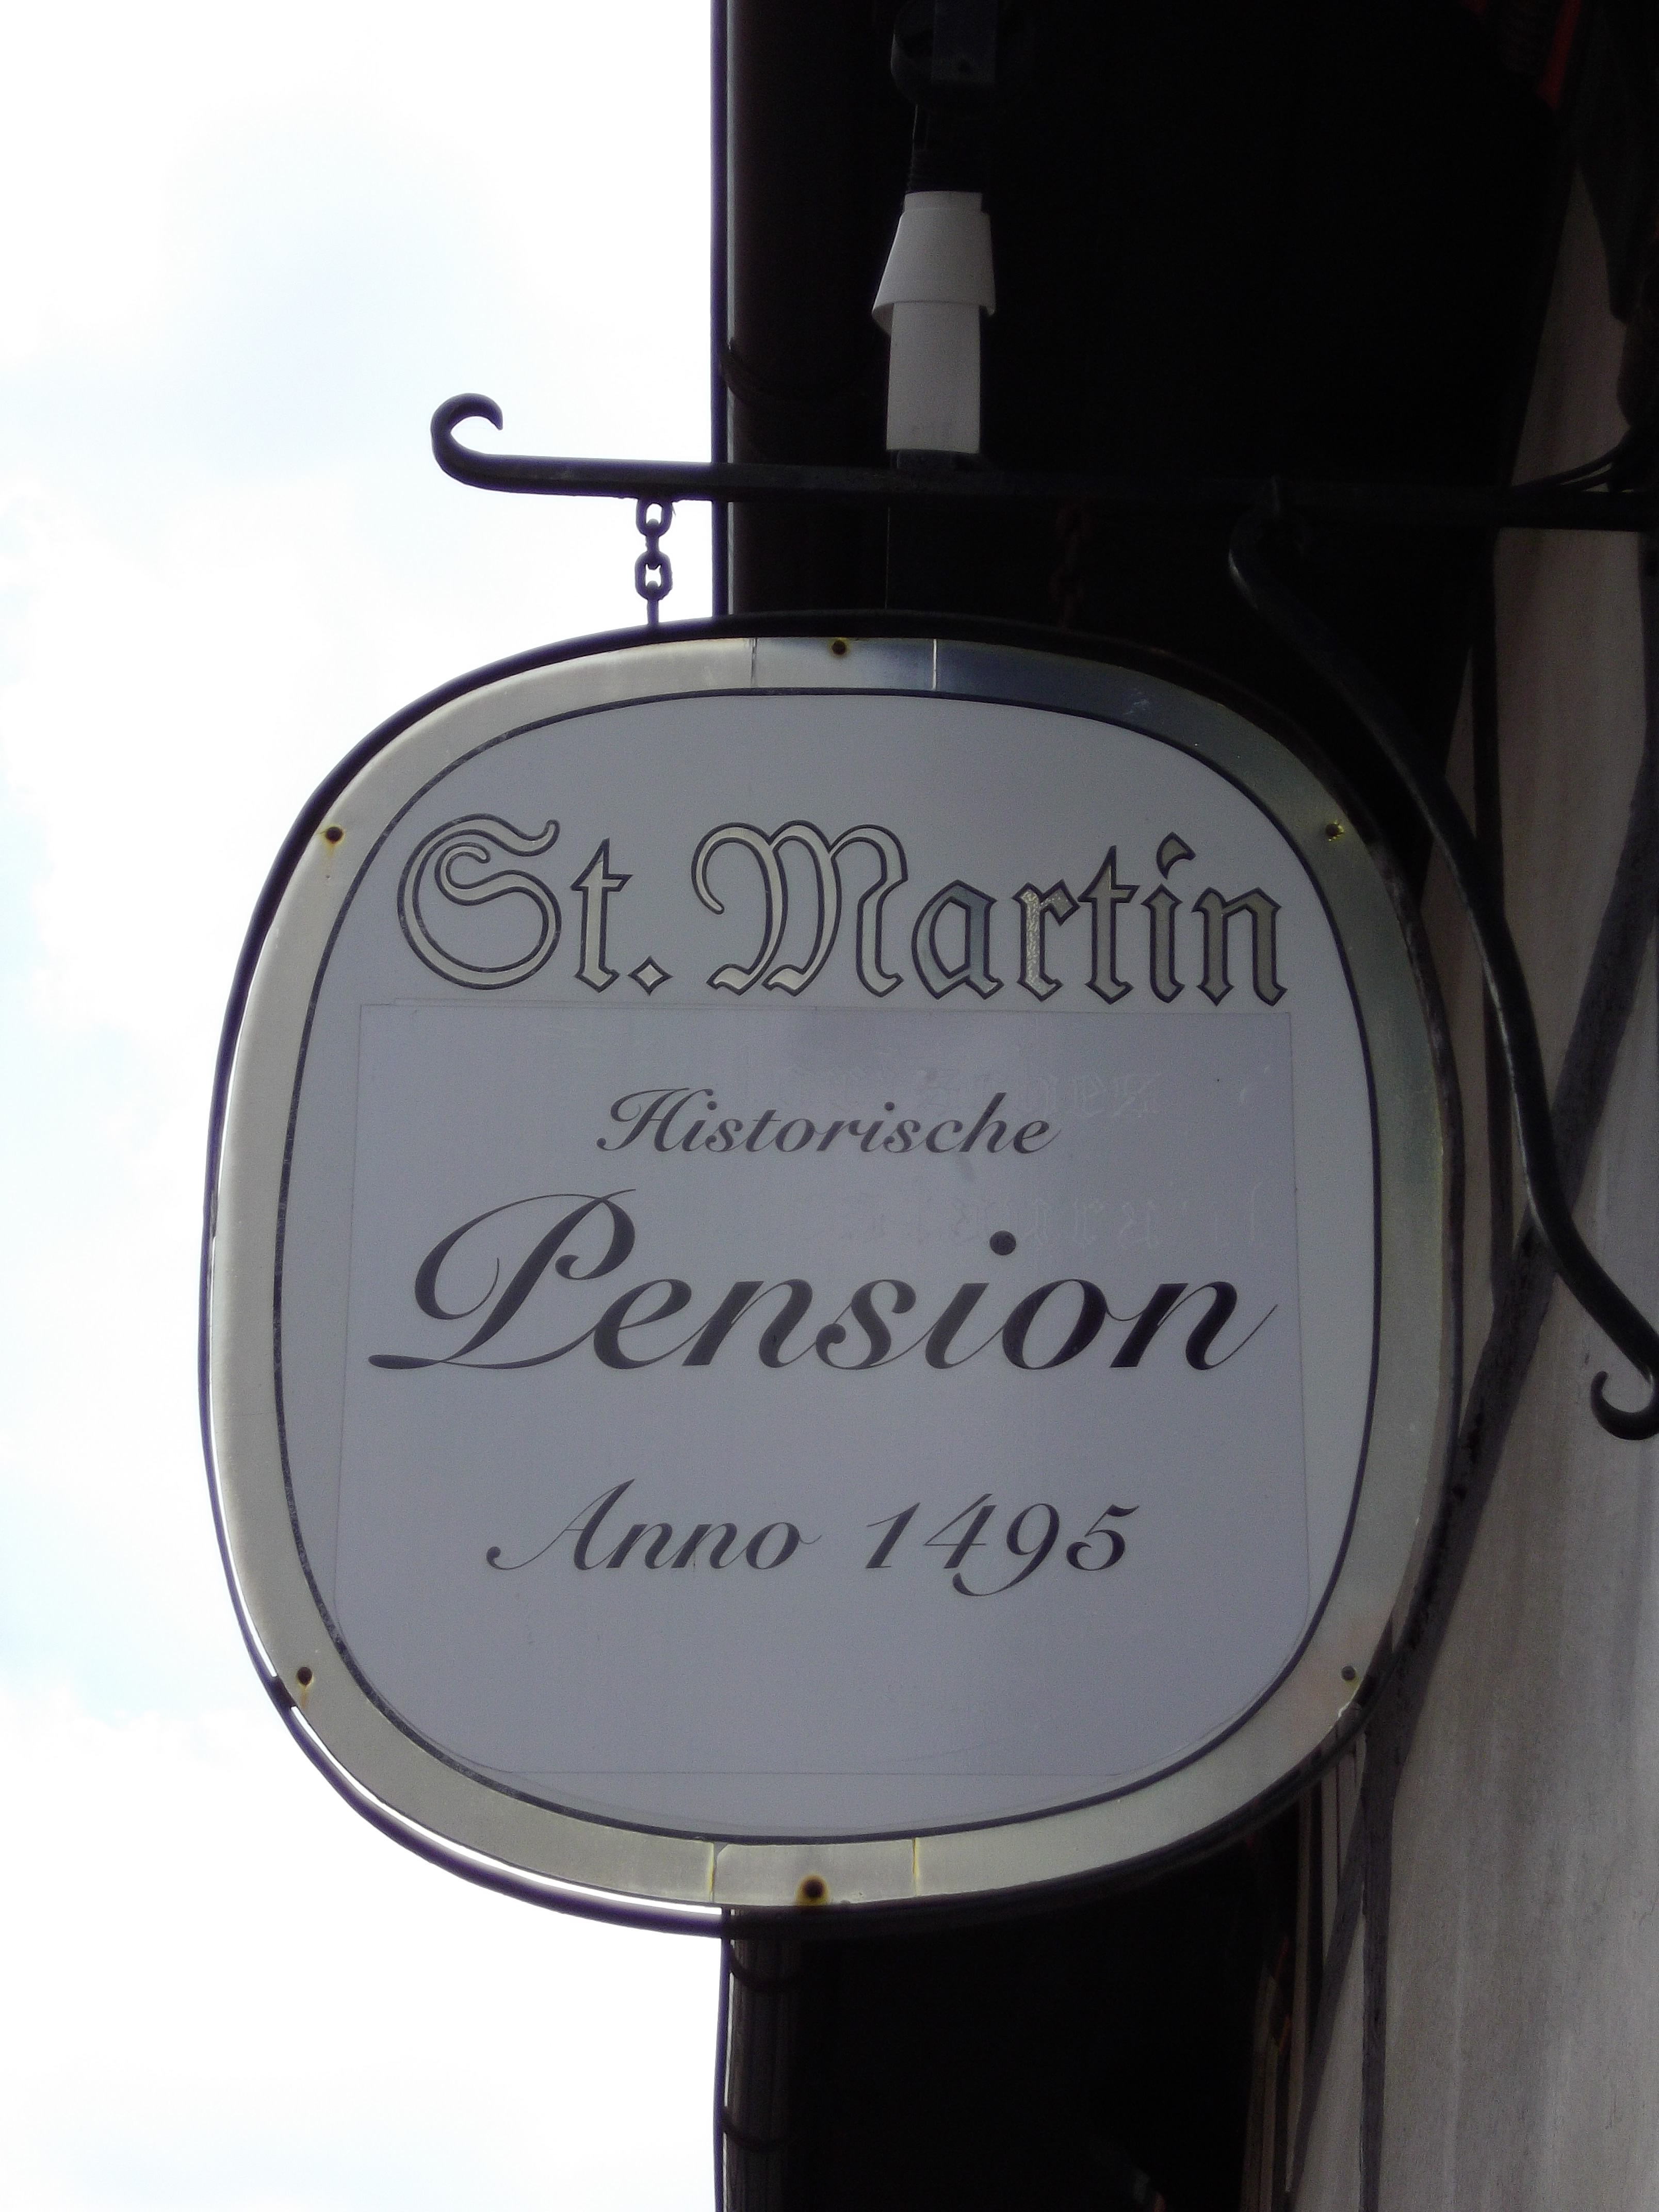 St. Martin
Historische
Pension
Anno 1495